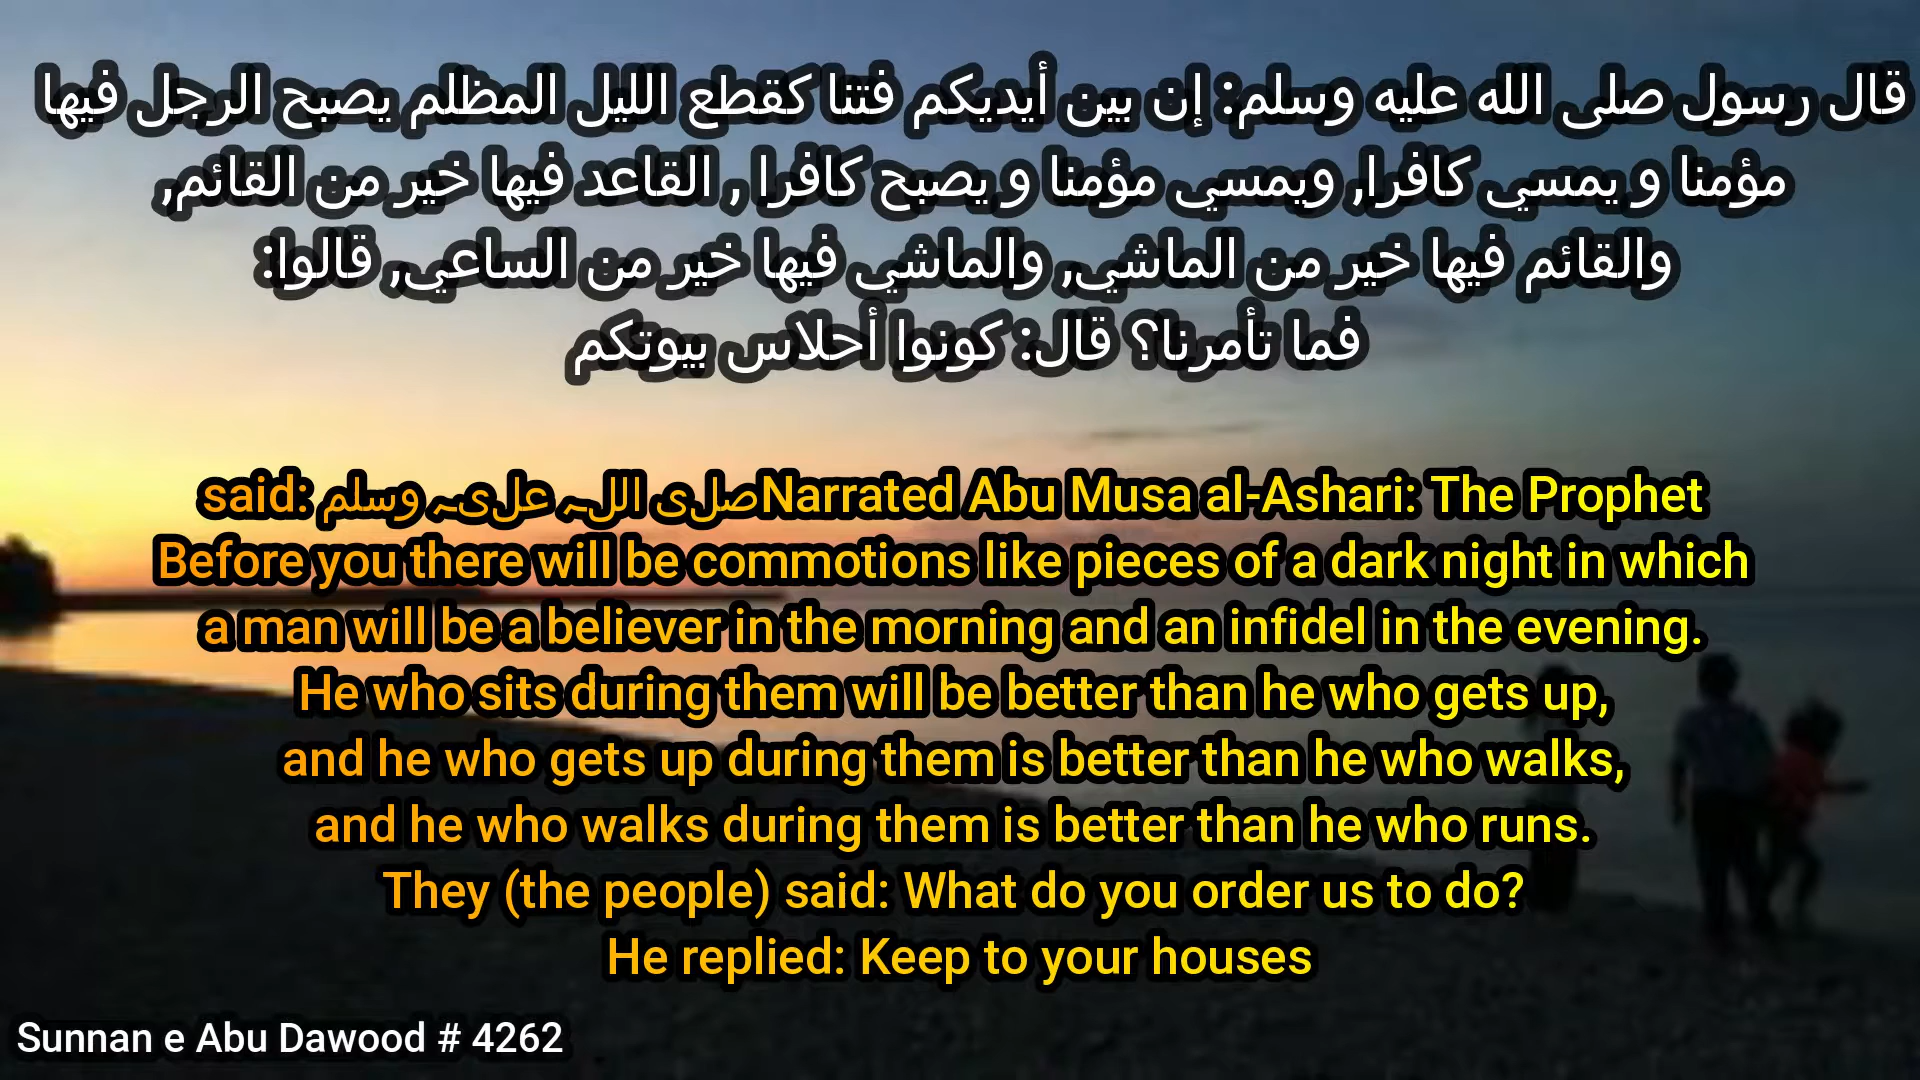 قال رسول صلى الله عليه وسلم: إن بين أيديكم فتنا كقطع الليل المظلم يصبح الرجل فيها
مؤمنا و يمسي كافرا, ويمسي مؤمنا و يصبح كافرا , القاعد فيها خير من القائم,
والقائم فيها خير من الماشي, والماشي فيها خير من الساعي, قالوا:
فما تأمرنا؟ قال: كونوا أحلاس بيوتكم
said: صلی اللہ علیہ وسلمNarrated Abu Musa al-Ashari: The Prophet
Before you there will be commotions like pieces of a dark night in which
a man will be a believer in the morning and an infidel in the evening.
He who sits during them will be better than he who gets up,
and he who gets up during them is better than he who walks,
and he who walks during them is better than he who runs.
They (the people) said: What do you order us to do?
He replied: Keep to your houses
Sunnan e Abu Dawood # 4262